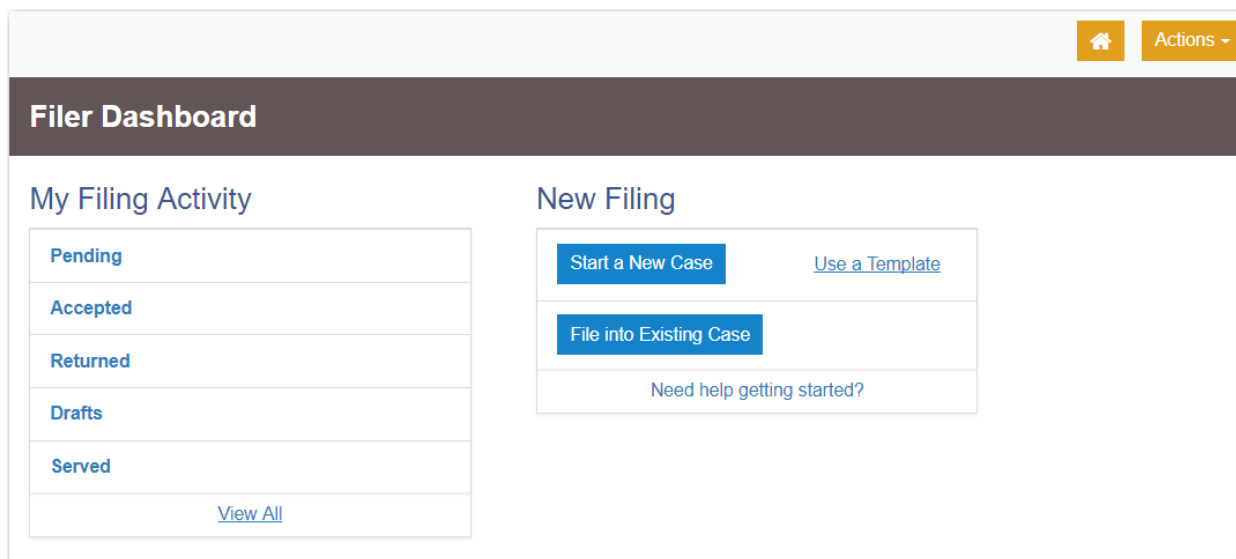 Actions
Filer Dashboard
My Filing Activity
Pending
Accepted
Returned
Drafts
Served
View All
New Filing
Start a New Case
Use a Template
File into Existing Case
Need help getting started?